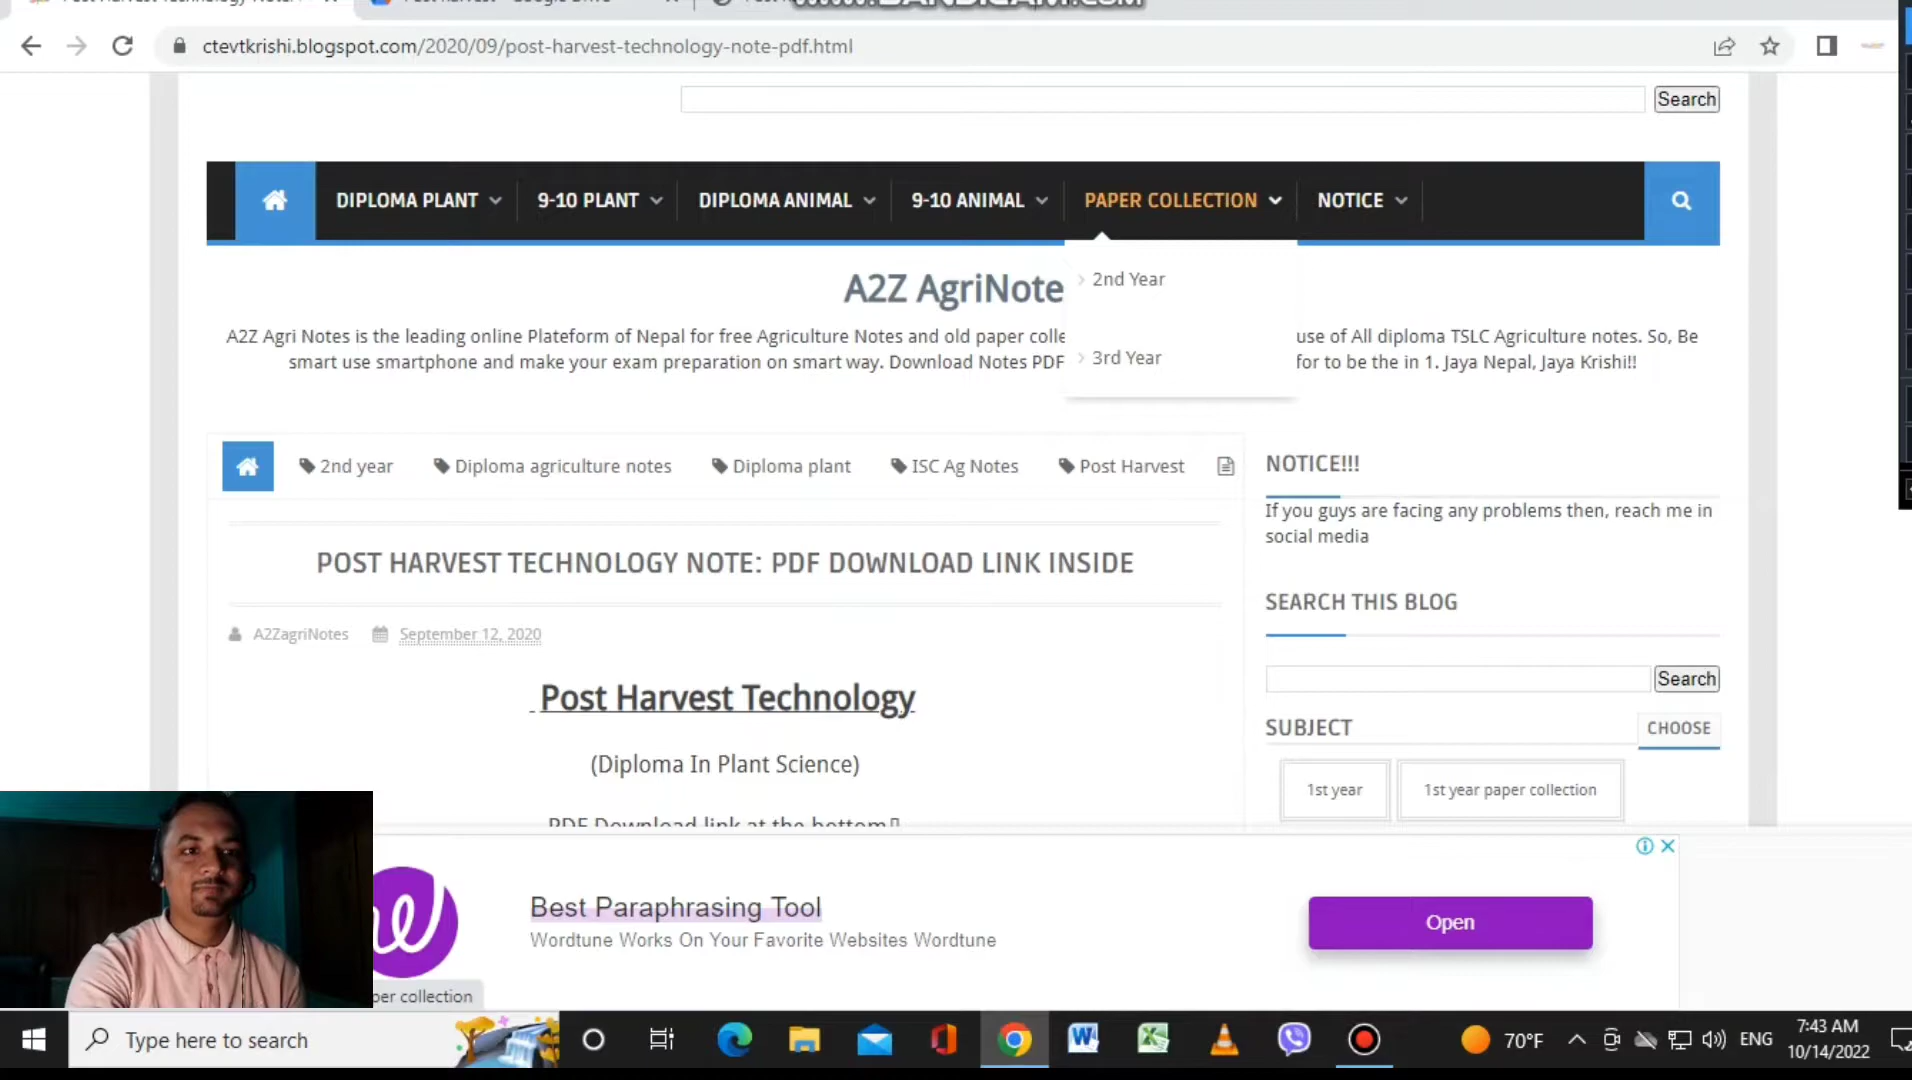 ctevtkrishi.blogspot.com/2020/09/post-harvest-technology-note-pdf.html
Search
DIPLOMA PLANT
9-10 PLANT
DIPLOMA ANIMAL
9-10 ANIMAL
PAPER COLLECTION
NOTICE
2nd Year
3rd Year
A2Z AgriNote
A2Z Agri Notes is the leading online Plateform of Nepal for free Agriculture Notes and old paper colle use of All diploma TSLC Agriculture notes. So, Be
smart use smartphone and make your exam preparation on smart way. Download Notes PDF for to be the in 1. Jaya Nepal, Jaya Krishi!!
2nd year
Diploma agriculture notes
Diploma plant
ISC Ag Notes
Post Harvest
POST HARVEST TECHNOLOGY NOTE: PDF DOWNLOAD LINK INSIDE
A2ZagriNotes
September 12, 2020
Post Harvest Technology
(Diploma In Plant Science)
PDF Download link at the bottom
NOTICE!!!
If you guys are facing any problems then, reach me in
social media
SEARCH THIS BLOG
Search
SUBJECT
CHOOSE
1st year
1st year paper collection
Best Paraphrasing Tool
Wordtune Works On Your Favorite Websites Wordtune
Open
per collection
Type here to search
70°F
ENG
7:43 AM
10/14/2022